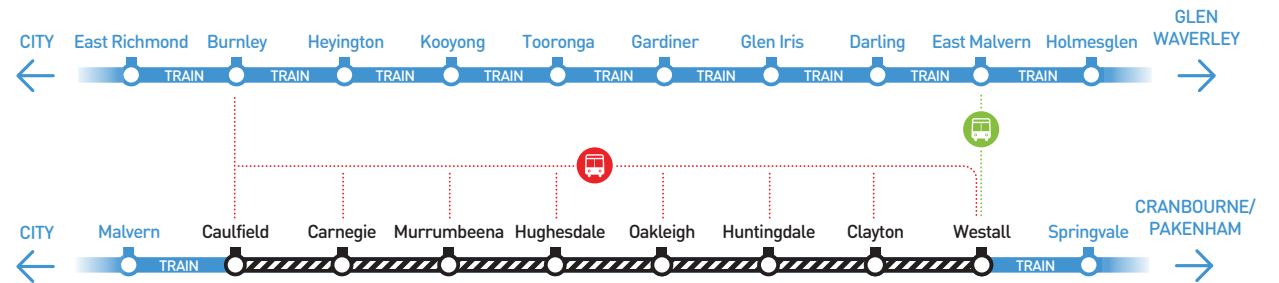 GLEN
WAVERLEY
CITY East Richmond Burnley Heyington Kooyong Tooronga Gardiner Glen Iris Darling East Malvern Holmesglen
TRAIN TRAIN TRAIN TRAIN TRAIN TRAIN TRAIN TRAIN TRAIN
CRANBOURNE/
PAKENHAM
CITY Malvern Caulfield Carnegie Murrumbeena Hughesdale Oakleigh Huntingdale Clayton Westall Springvale
TRAIN TRAIN